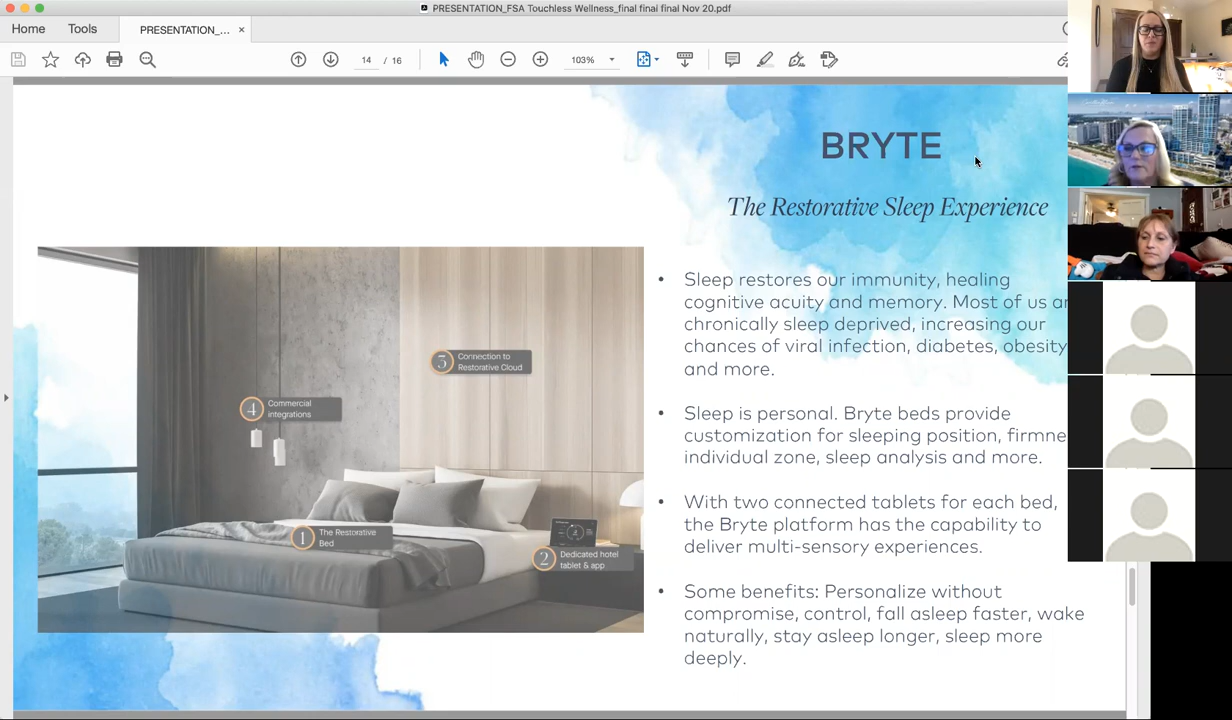 PRESENTATION_FSA Touchless Wellness_final finai final Nov 20.pdf
Home
Tools
PRESENTATION_...
14 / 16
103%
BRYTE
The Restorative Sleep Experience
3 Connection to
Restorative Cloud
4 Commercial
integrations
1 The Restorative
Bed
2 Dedicated hotel
tablet & app
• Sleep restores our immunity, healing
cognitive acuity and memory. Most of us ar
chronically sleep deprived, increasing our
chances of viral infection, diabetes, obesity
and more.
• Sleep is personal. Bryte beds provide
customization for sleeping position, firmne
individual zone, sleep analysis and more.
• With two connected tablets for each bed,
the Bryte platform has the capability to
deliver multi-sensory experiences.
• Some benefits: Personalize without
compromise, control, fall asleep faster, wake
naturally, stay asleep longer, sleep more
deeply.